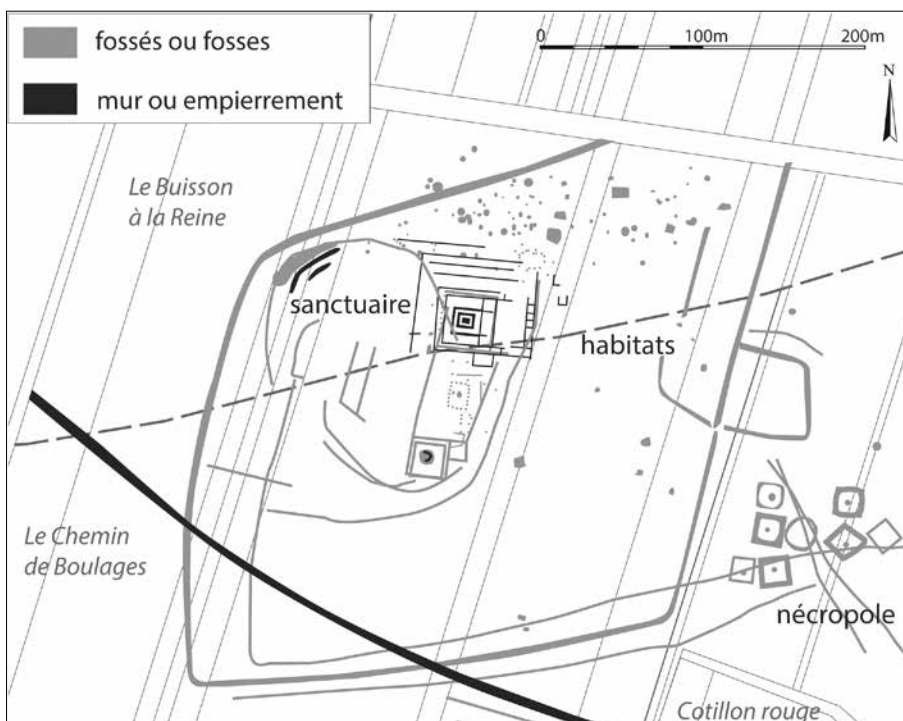 fossés ou fosses
mur ou empierrement
0 100m 200m
N
Le Buisson
à la Reine
sanctuaire
habitats
Le Chemin
de Boulages
nécropole
Cotillon rouge